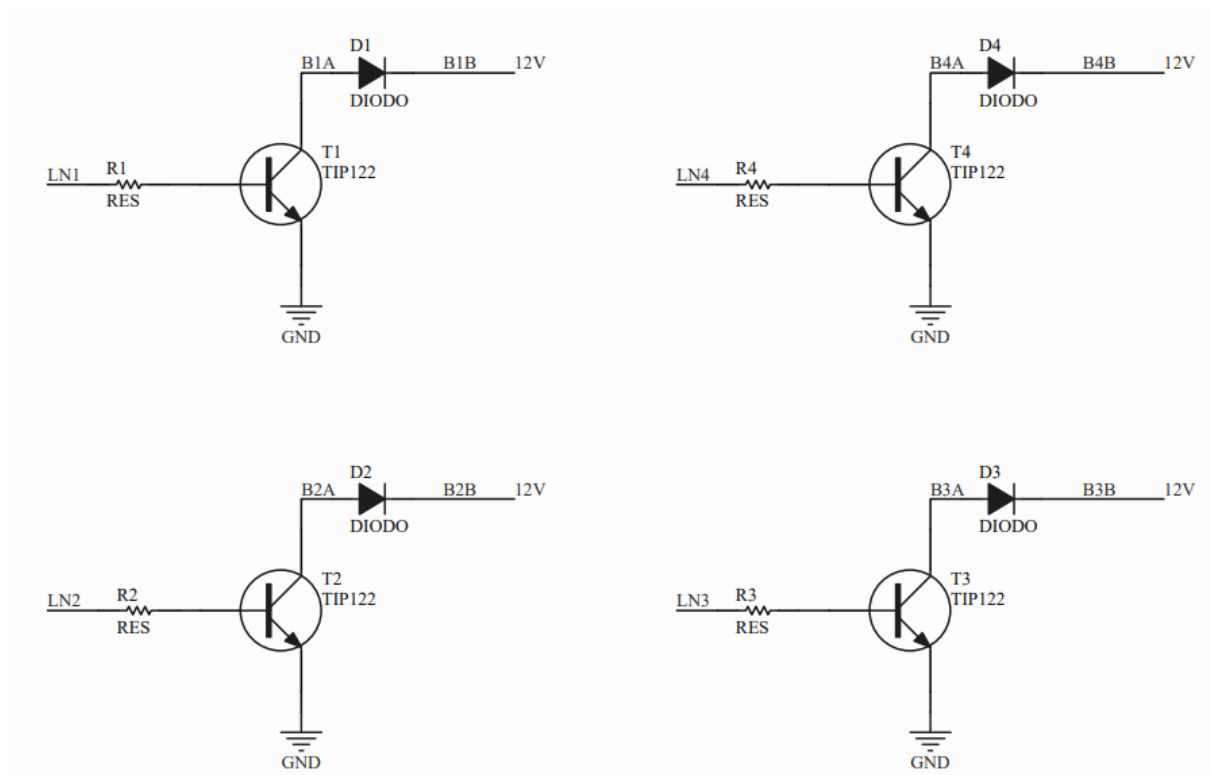 D1
B1A B1B 12V
DIODO
LN1 R1 T1
RES TIP122
GND
D4
B4A B4B 12V
DIODO
LN4 R4 T4
RES TIP122
GND
D2
B2A B2B 12V
DIODO
LN2 R2 T2
RES TIP122
GND
D3
B3A B3B 12V
DIODO
LN3 R3 T3
RES TIP122
GND